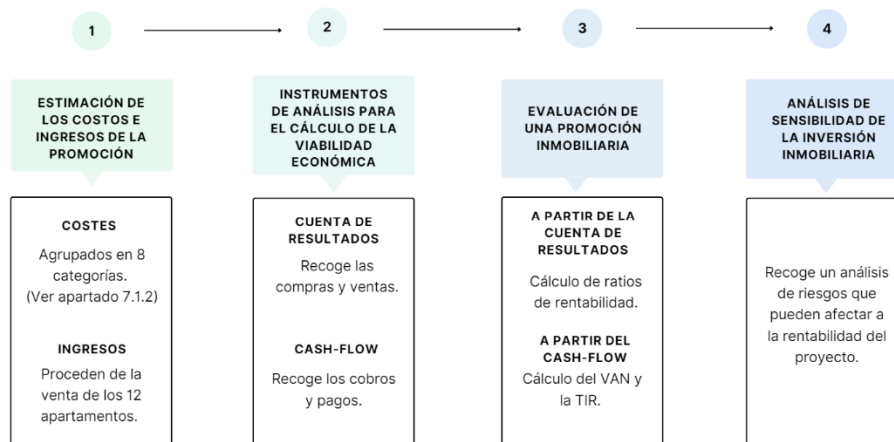 1
2
3
4
ESTIMACIÓN DE
LOS COSTOS E
INGRESOS DE LA
PROMOCIÓN
INSTRUMENTOS
DE ANÁLISIS PARA
EL CÁLCULO DE LA
VIABILIDAD
ECONÓMICA
EVALUACIÓN DE
UNA PROMOCIÓN
INMOBILIARIA
ANÁLISIS DE
SENSIBILIDAD DE
LA INVERSIÓN
INMOBILIARIA
COSTES
Agrupados en 8
categorías.
(Ver apartado 7.1.2)
INGRESOS
Proceden de la
venta de los 12
apartamentos.
CUENTA DE
RESULTADOS
Recoge las
compras y ventas.
CASH-FLOW
Recoge los cobros
y pagos.
A PARTIR DE LA
CUENTA DE
RESULTADOS
Cálculo de ratios
de rentabilidad.
A PARTIR DEL
CASH-FLOW
Cálculo del VAN y
la TIR.
Recoge un análisis
de riesgos que
pueden afectar a
la rentabilidad del
proyecto.